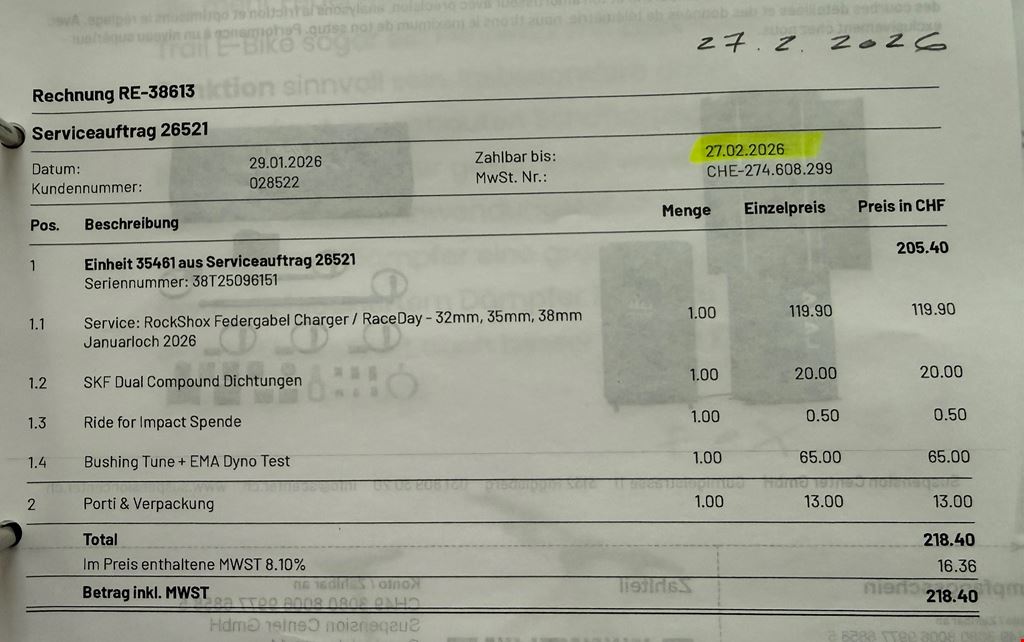 27. 2. 2026
Rechnung RE-38613
Serviceauftrag 26521
Datum: 29.01.2026 Zahlbar bis: 27.02.2026
Kundennummer: 028522 MwSt. Nr.: CHE-274.608.299
Pos. Beschreibung Menge Einzelpreis Preis in CHF
1 Einheit 35461 aus Serviceauftrag 26521 205.40
Seriennummer: 38T25096151
1.1 Service: RockShox Federgabel Charger / RaceDay - 32mm, 35mm, 38mm 1.00 119.90 119.90
Januarloch 2026
1.2 SKF Dual Compound Dichtungen 1.00 20.00 20.00
1.3 Ride for Impact Spende 1.00 0.50 0.50
1.4 Bushing Tune + EMA Dyno Test 1.00 65.00 65.00
2 Porti & Verpackung 1.00 13.00 13.00
Total 218.40
Im Preis enthaltene MWST 8.10% 16.36
Betrag inkl. MWST 218.40